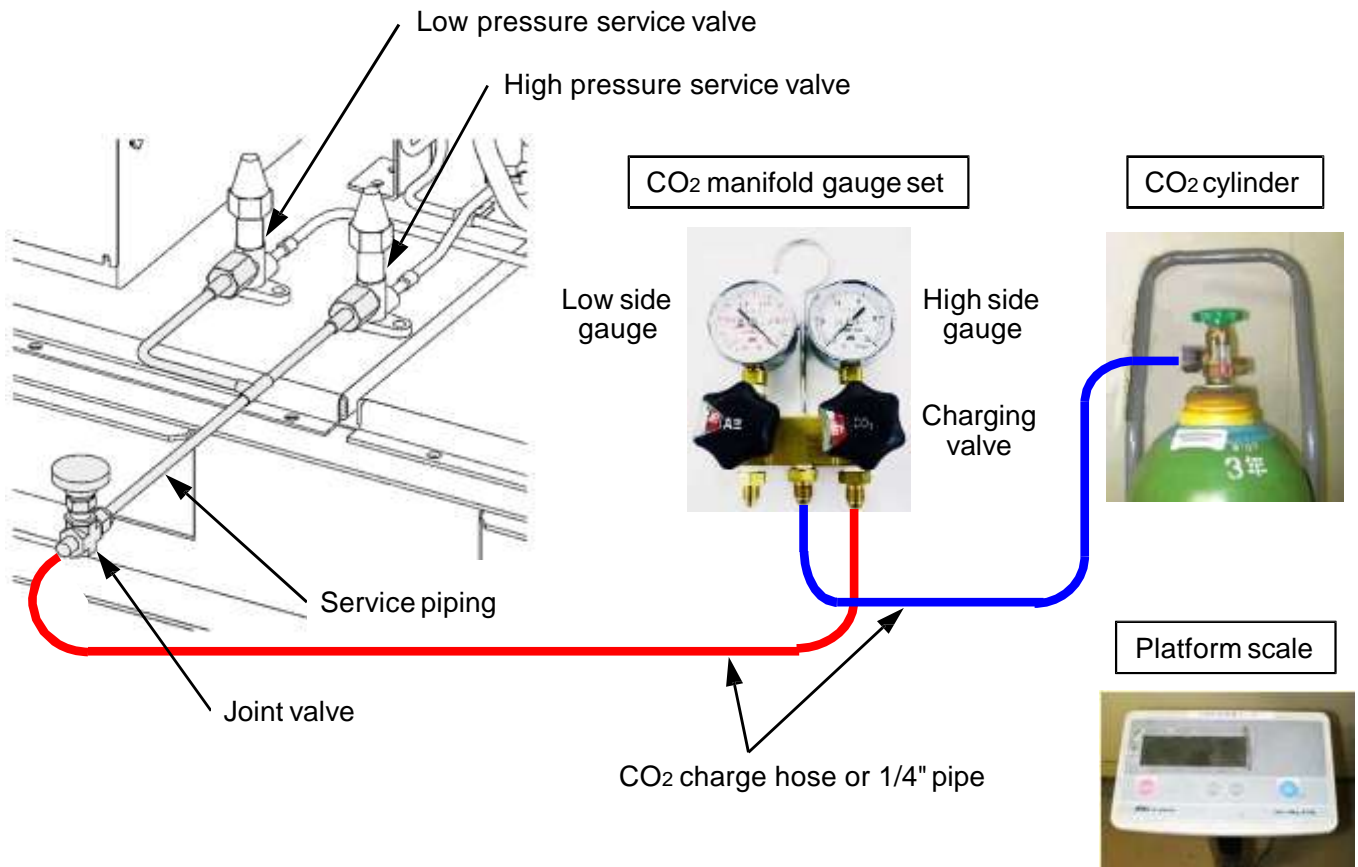 Low pressure service valve
High pressure service valve
CO2 manifold gauge set
CO2 cylinder
Low side
gauge
High side
gauge
Charging
valve
CO2
3年
Service piping
Joint valve
Platform scale
CO2 charge hose or 1/4" pipe